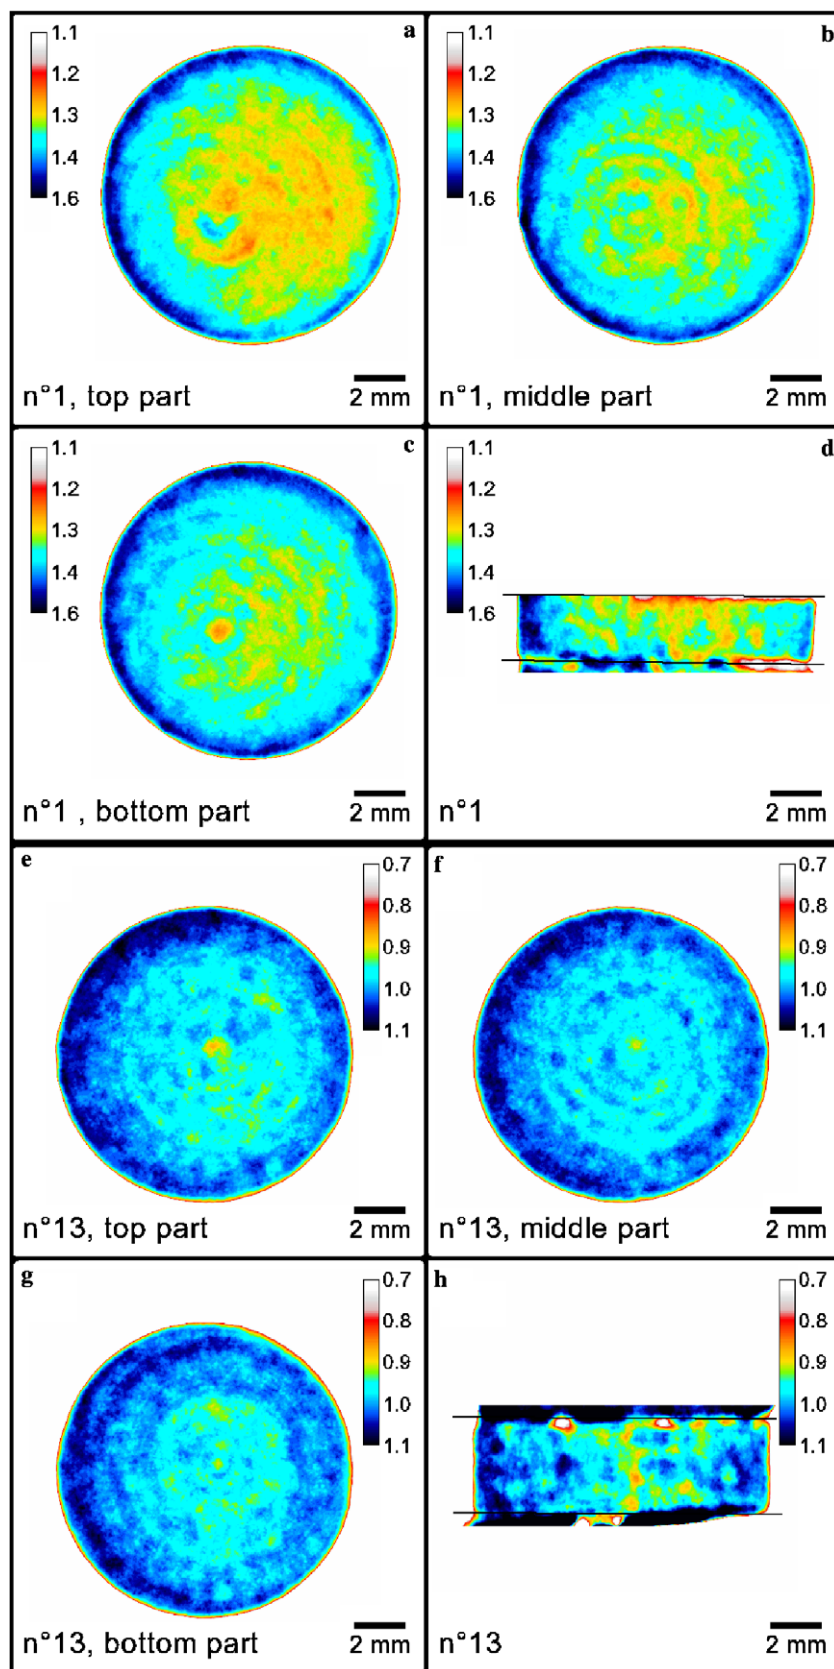 a
1.1
1.2
1.3
1.4
1.6
n°1, top part
2 mm
b
1.1
1.2
1.3
1.4
1.6
n°1, middle part
2 mm
c
1.1
1.2
1.3
1.4
1.6
n°1 , bottom part
2 mm
d
1.1
1.2
1.3
1.4
1.6
n°1
2 mm
e
0.7
0.8
0.9
1.0
1.1
n°13, top part
2 mm
f
0.7
0.8
0.9
1.0
1.1
n°13, middle part
2 mm
g
0.7
0.8
0.9
1.0
1.1
n°13, bottom part
2 mm
h
0.7
0.8
0.9
1.0
1.1
n°13
2 mm